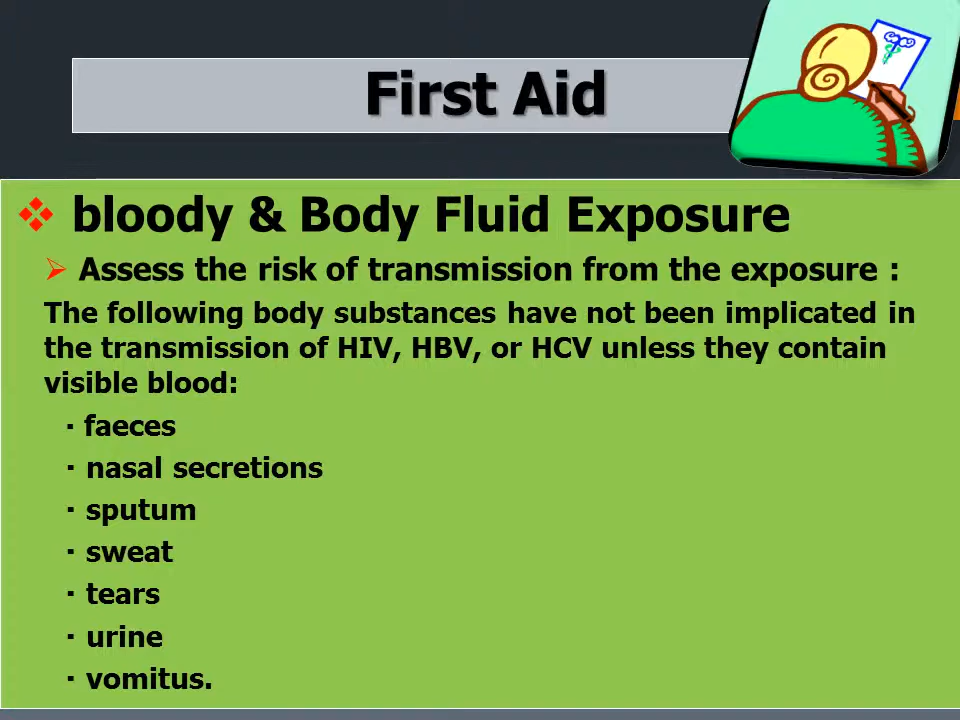 First Aid
❖ bloody & Body Fluid Exposure
➢ Assess the risk of transmission from the exposure :
The following body substances have not been implicated in
the transmission of HIV, HBV, or HCV unless they contain
visible blood:
· faeces
· nasal secretions
· sputum
· sweat
· tears
· urine
· vomitus.